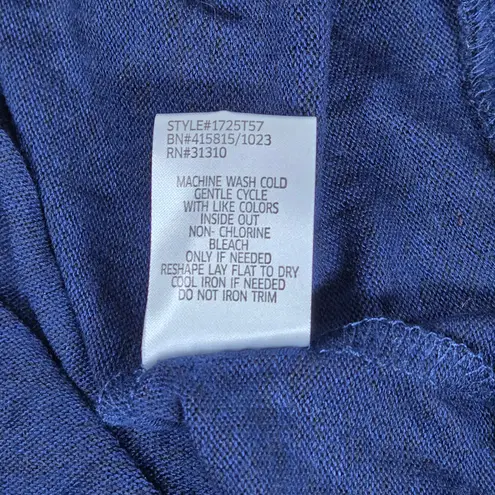 STYLE#1725T57
BN#415815/1023
RN#31310
MACHINE WASH COLD
GENTLE CYCLE
WITH LIKE COLORS
INSIDE OUT
NON- CHLORINE
BLEACH
ONLY IF NEEDED
RESHAPE LAY FLAT TO DRY
COOL IRON IF NEEDED
DO NOT IRON TRIM